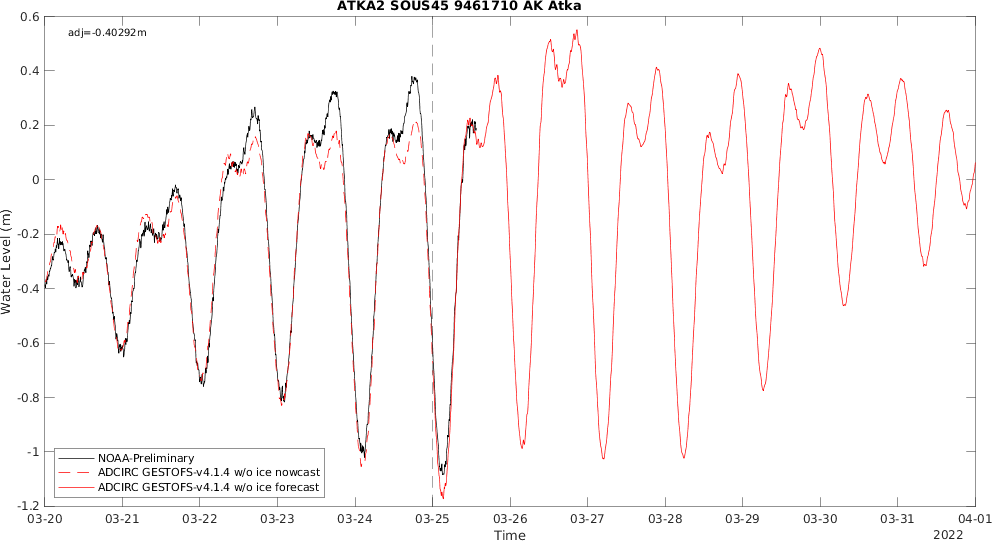 ATKA2 SOUS45 9461710 AK Atka
adj=-0.40292m
0.6
0.4
0.2
0
-0.2
-0.4
-0.6
-0.8
-1
-1.2
Water Level (m)
NOAA-Preliminary
ADCIRC GESTOFS-v4.1.4 w/o ice nowcast
ADCIRC GESTOFS-v4.1.4 w/o ice forecast
03-20 03-21 03-22 03-23 03-24 03-25 03-26 03-27 03-28 03-29 03-30 03-31 04-01
Time
2022